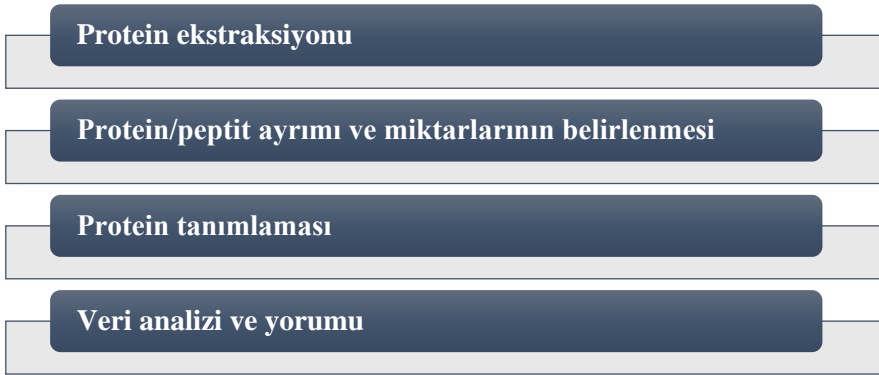 Protein ekstraksiyonu
Protein/peptit ayrımı ve miktarlarının belirlenmesi
Protein tanımlaması
Veri analizi ve yorumu